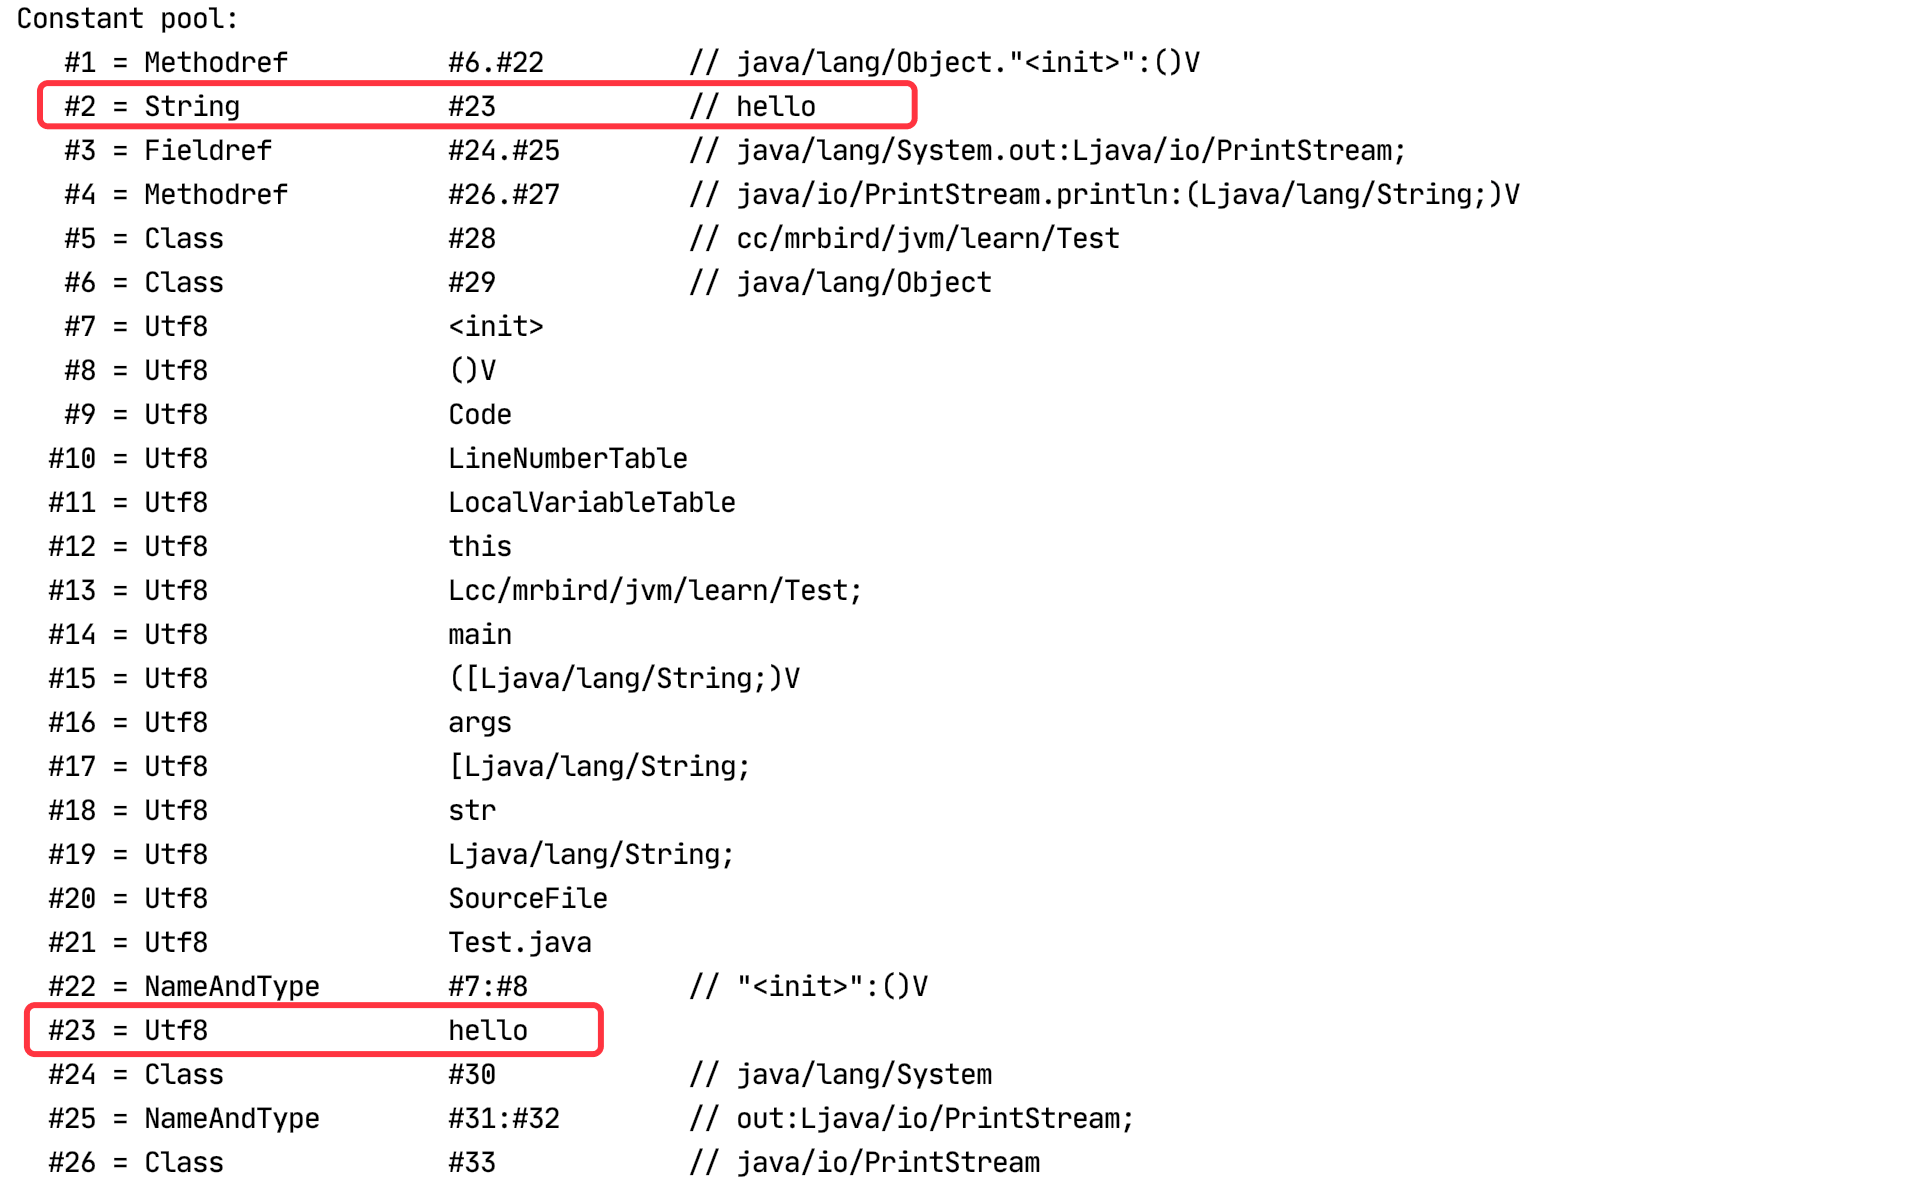 Constant pool:
#1 = Methodref #6.#22 // java/lang/Object."<init>":()V
#2 = String #23 // hello
#3 = Fieldref #24.#25 // java/lang/System.out:Ljava/io/PrintStream;
#4 = Methodref #26.#27 // java/io/PrintStream.println:(Ljava/lang/String;)V
#5 = Class #28 // cc/mrbird/jvm/learn/Test
#6 = Class #29 // java/lang/Object
#7 = Utf8 <init>
#8 = Utf8 ()V
#9 = Utf8 Code
#10 = Utf8 LineNumberTable
#11 = Utf8 LocalVariableTable
#12 = Utf8 this
#13 = Utf8 Lcc/mrbird/jvm/learn/Test;
#14 = Utf8 main
#15 = Utf8 ([Ljava/lang/String;)V
#16 = Utf8 args
#17 = Utf8 [Ljava/lang/String;
#18 = Utf8 str
#19 = Utf8 Ljava/lang/String;
#20 = Utf8 SourceFile
#21 = Utf8 Test.java
#22 = NameAndType #7:#8 // "<init>":()V
#23 = Utf8 hello
#24 = Class #30 // java/lang/System
#25 = NameAndType #31:#32 // out:Ljava/io/PrintStream;
#26 = Class #33 // java/io/PrintStream